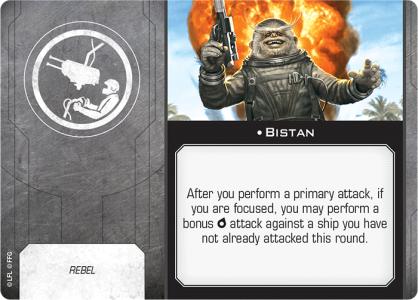 • BISTAN
After you perform a primary attack, if
you are focused, you may perform a
bonus attack against a ship you have
not already attacked this round.
REBEL
© LFL © FFG